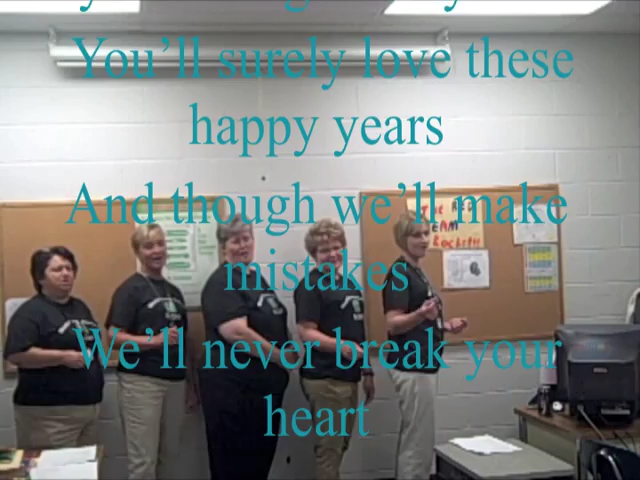 You'll surely love these
happy years
And though we'll make
mistakes
We'll never break your
heart
THE